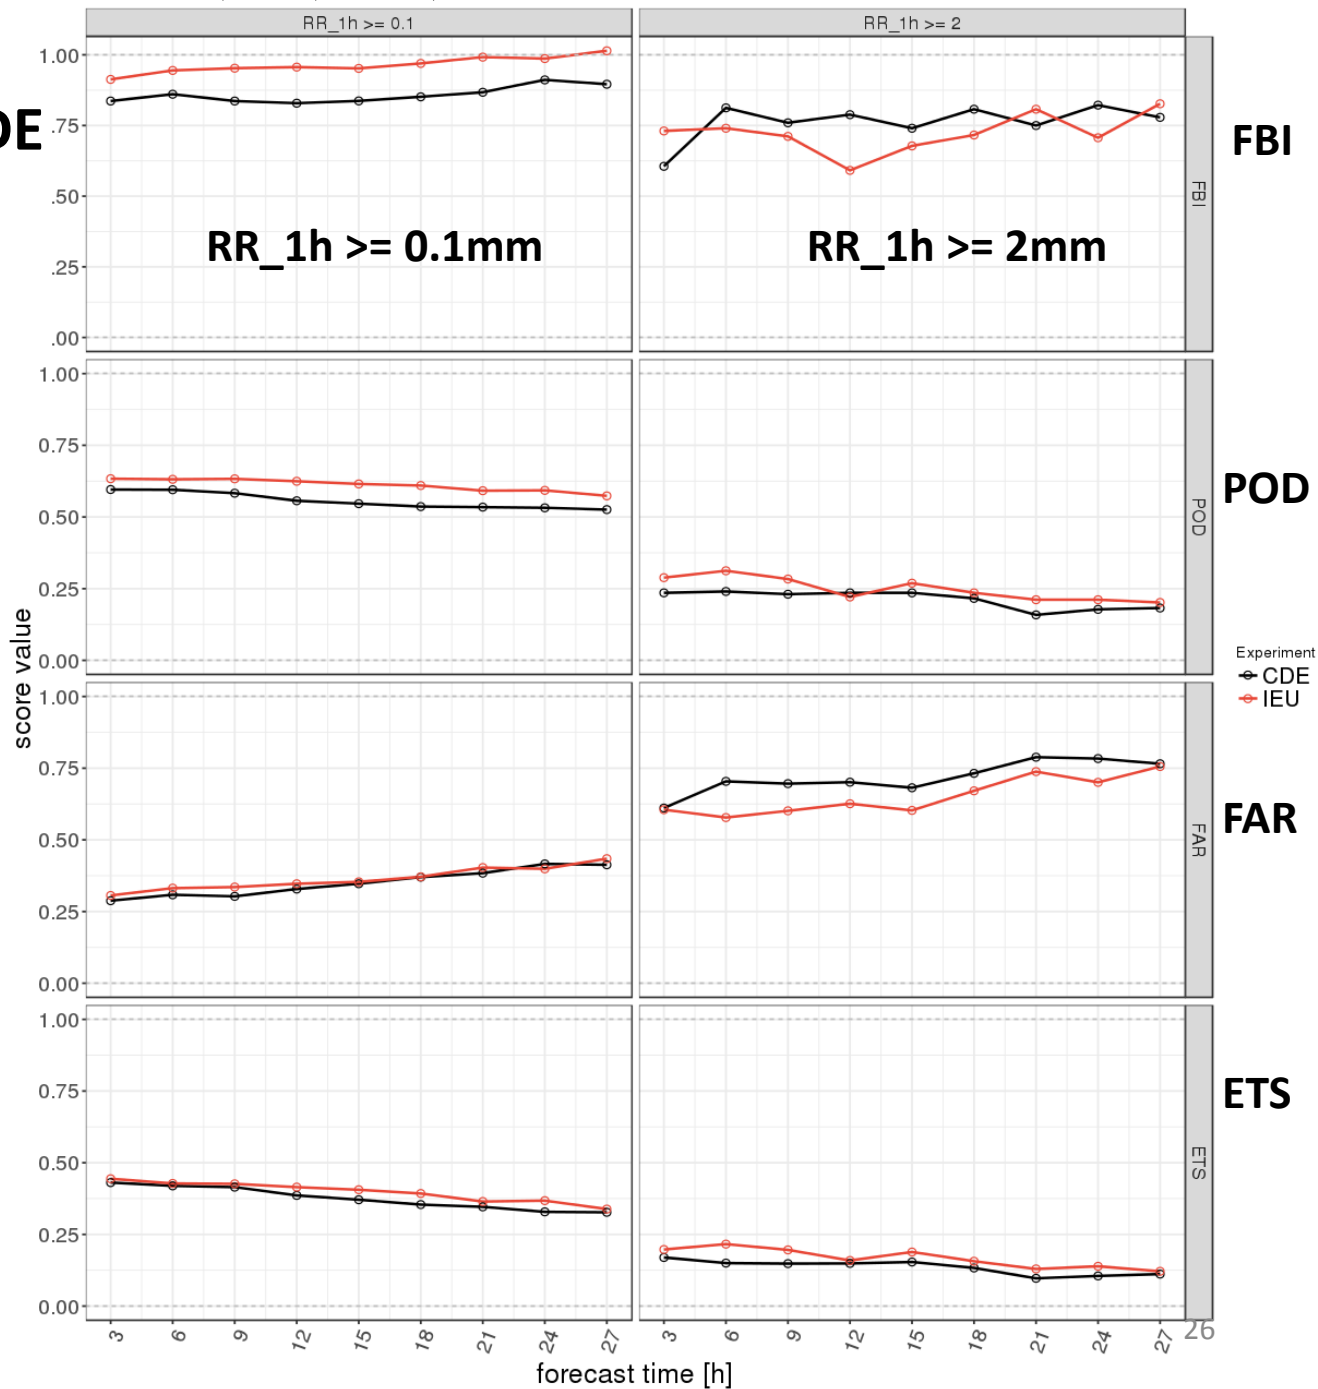 RR_1h >= 0.1
RR_1h >= 2
1.00
.75
.50
.25
.00
DE
RR_1h >= 0.1mm
RR_1h >= 2mm
FBI
FBI
1.00
0.75
0.50
0.25
0.00
POD
POD
score value
1.00
0.75
0.50
0.25
0.00
FAR
FAR
Experiment
CDE
IEU
1.00
0.75
0.50
0.25
0.00
ETS
ETS
3 6 9 12 15 18 21 24 27
3 6 9 12 15 18 21 24 27
26
forecast time [h]